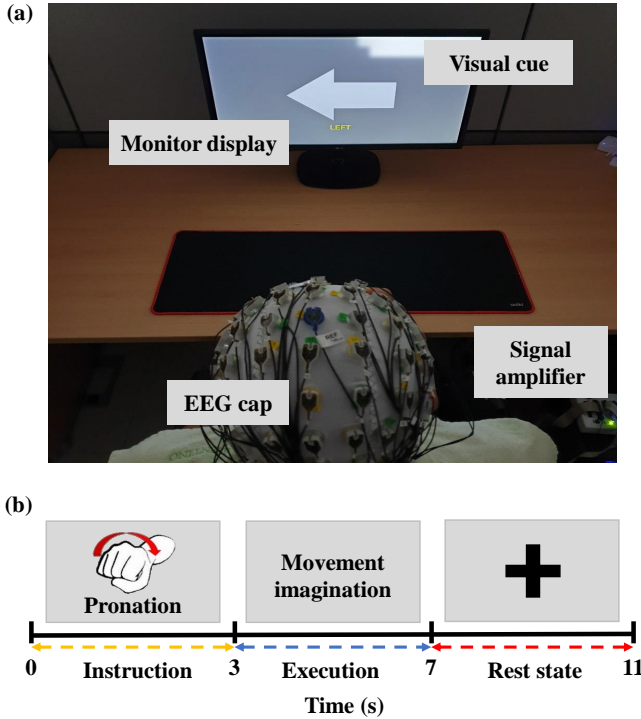 (a)
Visual cue
LEFT
Monitor display
Signal
amplifier
EEG cap
(b)
Pronation
Movement
imagination
0
Instruction
3
Execution
7
Rest state
11
Time (s)